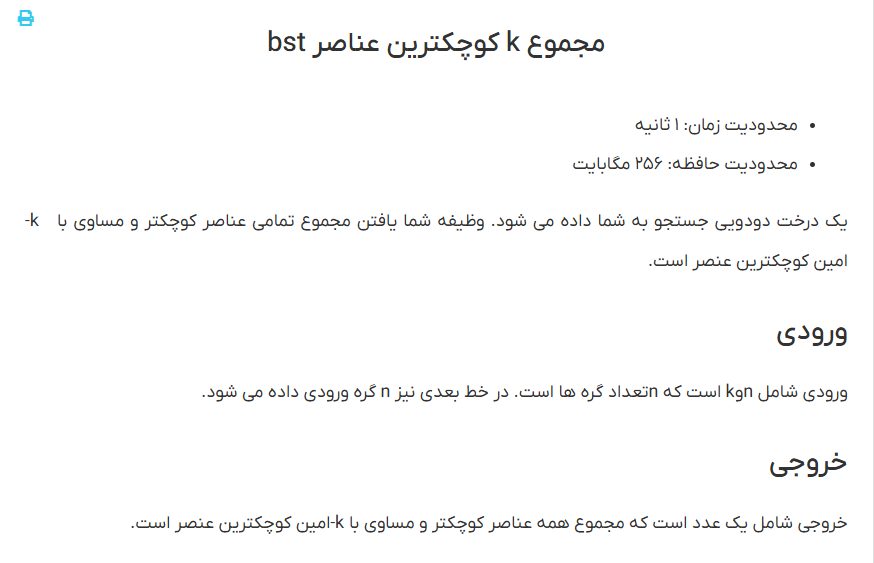 مجموع k کوچکترین عناصر bst
محدودیت زمان: ۱ ثانیه
محدودیت حافظه: ۲۵۶ مگابایت
یک درخت دودویی جستجو به شما داده می شود. وظیفه شما یافتن مجموع تمامی عناصر کوچکتر و مساوی با k-
امین کوچکترین عنصر است.
ورودی
ورودی شامل nوk است که nتعداد گره ها است. در خط بعدی نیز n گره ورودی داده می شود.
خروجی
خروجی شامل یک عدد است که مجموع همه عناصر کوچکتر و مساوی با k-امین کوچکترین عنصر است.